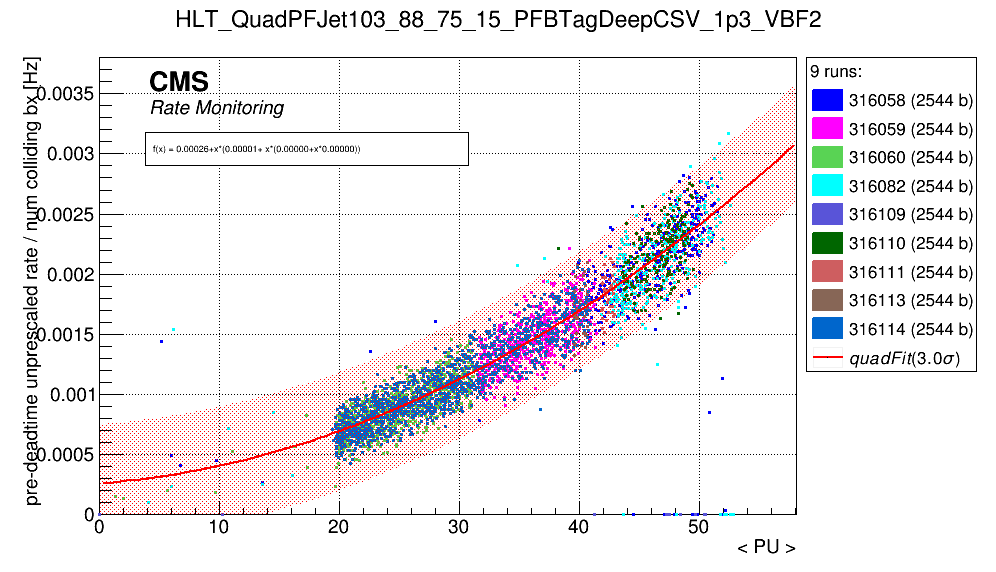 HLT_QuadPFJet103_88_75_15_PFBTagDeepCSV_1p3_VBF2
pre-deadtime unprescaled rate / num colliding bx [Hz]
CMS
Rate Monitoring
f(x) = 0.00026+x*(0.00001+ x*(0.00000+x*0.00000))
0.0035
0.003
0.0025
0.002
0.0015
0.001
0.0005
0
0 10 20 30 40 50
< PU >
9 runs:
316058 (2544 b)
316059 (2544 b)
316060 (2544 b)
316082 (2544 b)
316109 (2544 b)
316110 (2544 b)
316111 (2544 b)
316113 (2544 b)
316114 (2544 b)
quadFit(3.0σ)